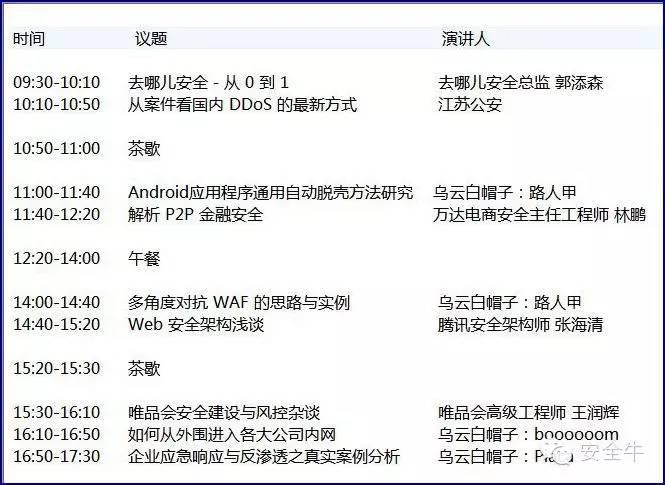 时间 议题 演讲人
09:30-10:10 去哪儿安全 - 从 0 到 1 去哪儿安全总监 郭添森
10:10-10:50 从案件看国内 DDoS 的最新方式 江苏公安
10:50-11:00 茶歇
11:00-11:40 Android应用程序通用自动脱壳方法研究 乌云白帽子：路人甲
11:40-12:20 解析 P2P 金融安全 万达电商安全主任工程师 林鹏
12:20-14:00 午餐
14:00-14:40 多角度对抗 WAF 的思路与实例 乌云白帽子：路人甲
14:40-15:20 Web 安全架构浅谈 腾讯安全架构师 张海清
15:20-15:30 茶歇
15:30-16:10 唯品会安全建设与风控杂谈 唯品会高级工程师 王润辉
16:10-16:50 如何从外围进入各大公司内网 乌云白帽子：boooooom
16:50-17:30 企业应急响应与反渗透之真实案例分析 乌云白帽子：
安全牛